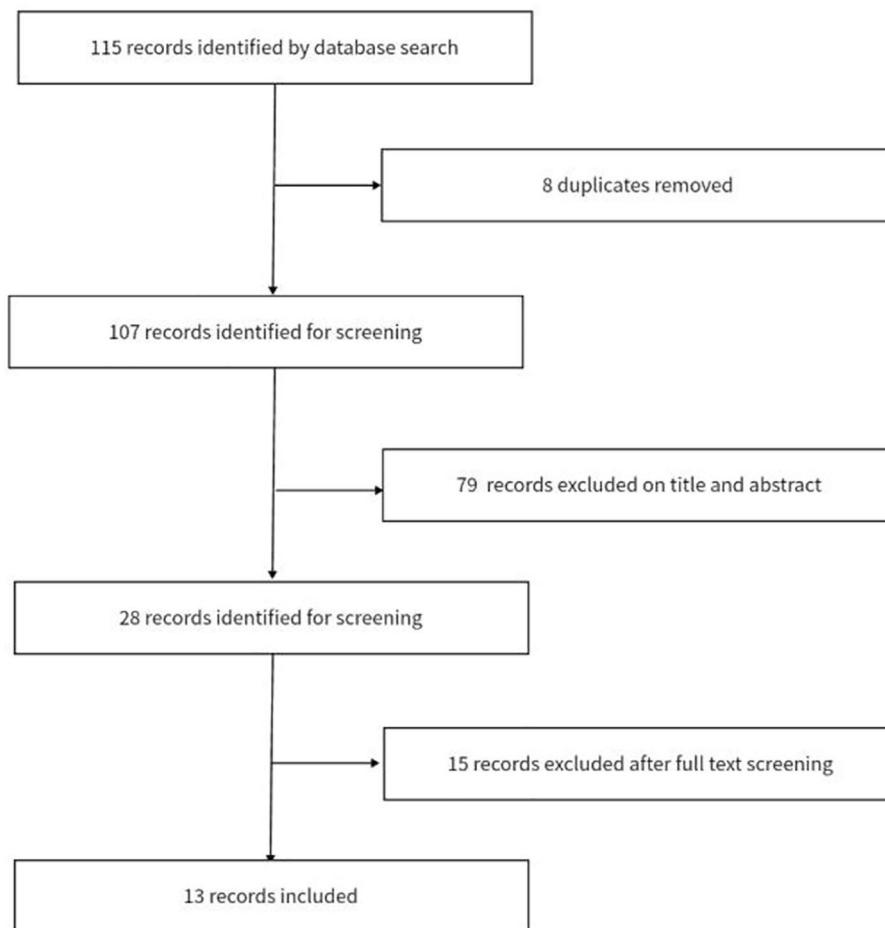 115 records identified by database search
8 duplicates removed
107 records identified for screening
79 records excluded on title and abstract
28 records identified for screening
15 records excluded after full text screening
13 records included